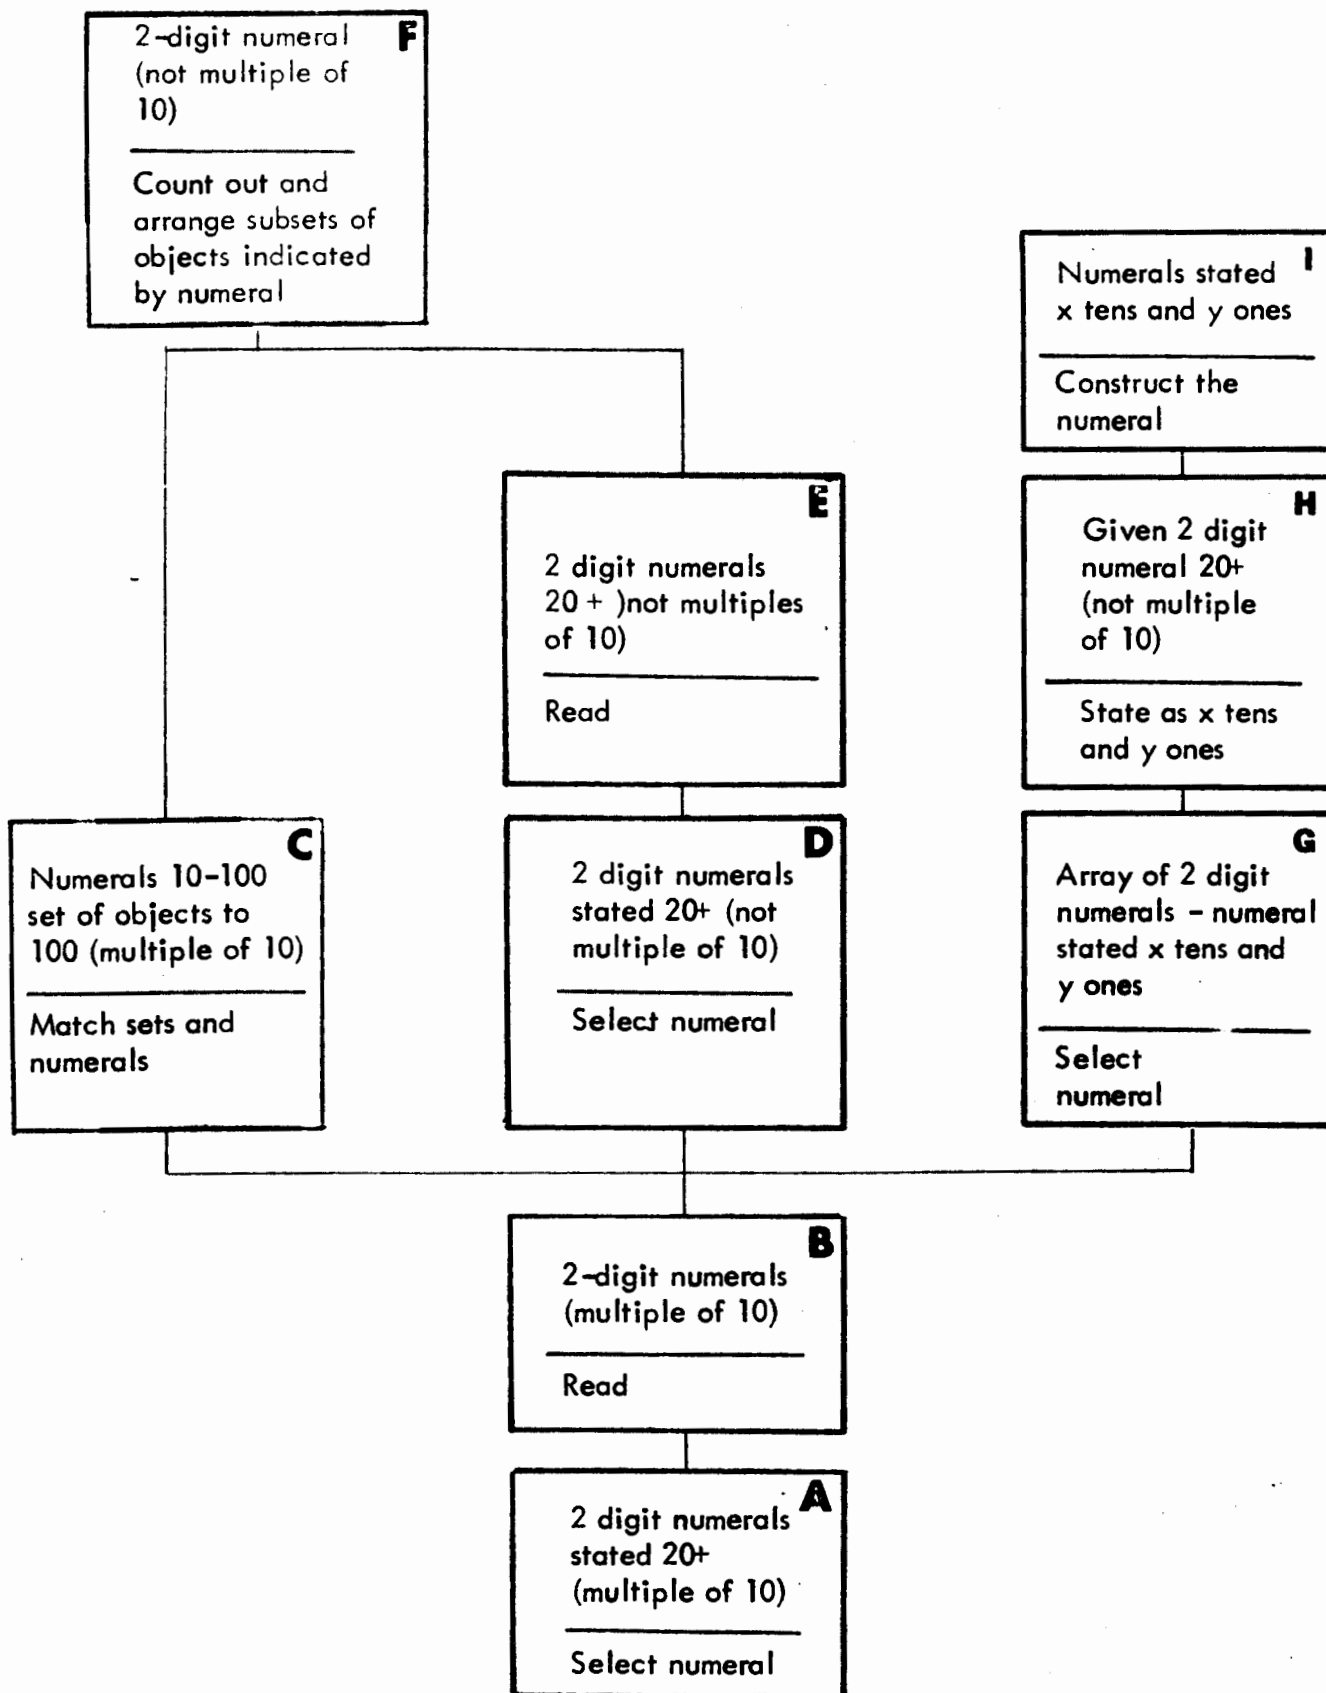 F
2-digit numeral
(not multiple of
10)
Count out and
arrange subsets of
objects indicated
by numeral
I
Numerals stated
x tens and y ones
Construct the
numeral
E
2 digit numerals
20 + )not multiples
of 10)
Read
H
Given 2 digit
numeral 20+
(not multiple
of 10)
State as x tens
and y ones
C
Numerals 10-100
set of objects to
100 (multiple of 10)
Match sets and
numerals
D
2 digit numerals
stated 20+ (not
multiple of 10)
Select numeral
G
Array of 2 digit
numerals - numeral
stated x tens and
y ones
Select
numeral
B
2-digit numerals
(multiple of 10)
Read
A
2 digit numerals
stated 20+
(multiple of 10)
Select numeral